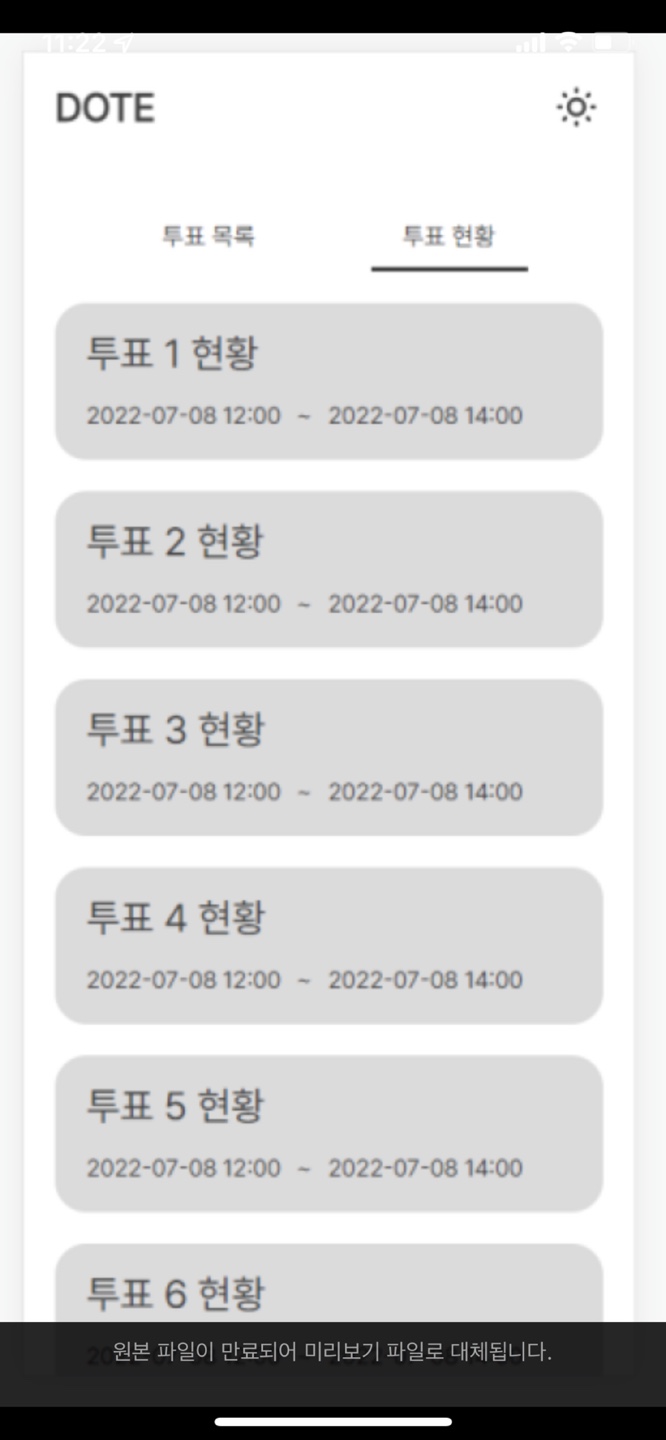 11:22
DOTE
투표 목록
투표 현황
투표 1 현황
2022-07-08 12:00 ~ 2022-07-08 14:00
투표 2 현황
2022-07-08 12:00 ~ 2022-07-08 14:00
투표 3 현황
2022-07-08 12:00 ~ 2022-07-08 14:00
투표 4 현황
2022-07-08 12:00 ~ 2022-07-08 14:00
투표 5 현황
2022-07-08 12:00 ~ 2022-07-08 14:00
투표 6 현황
원본 파일이 만료되어 미리보기 파일로 대체됩니다.